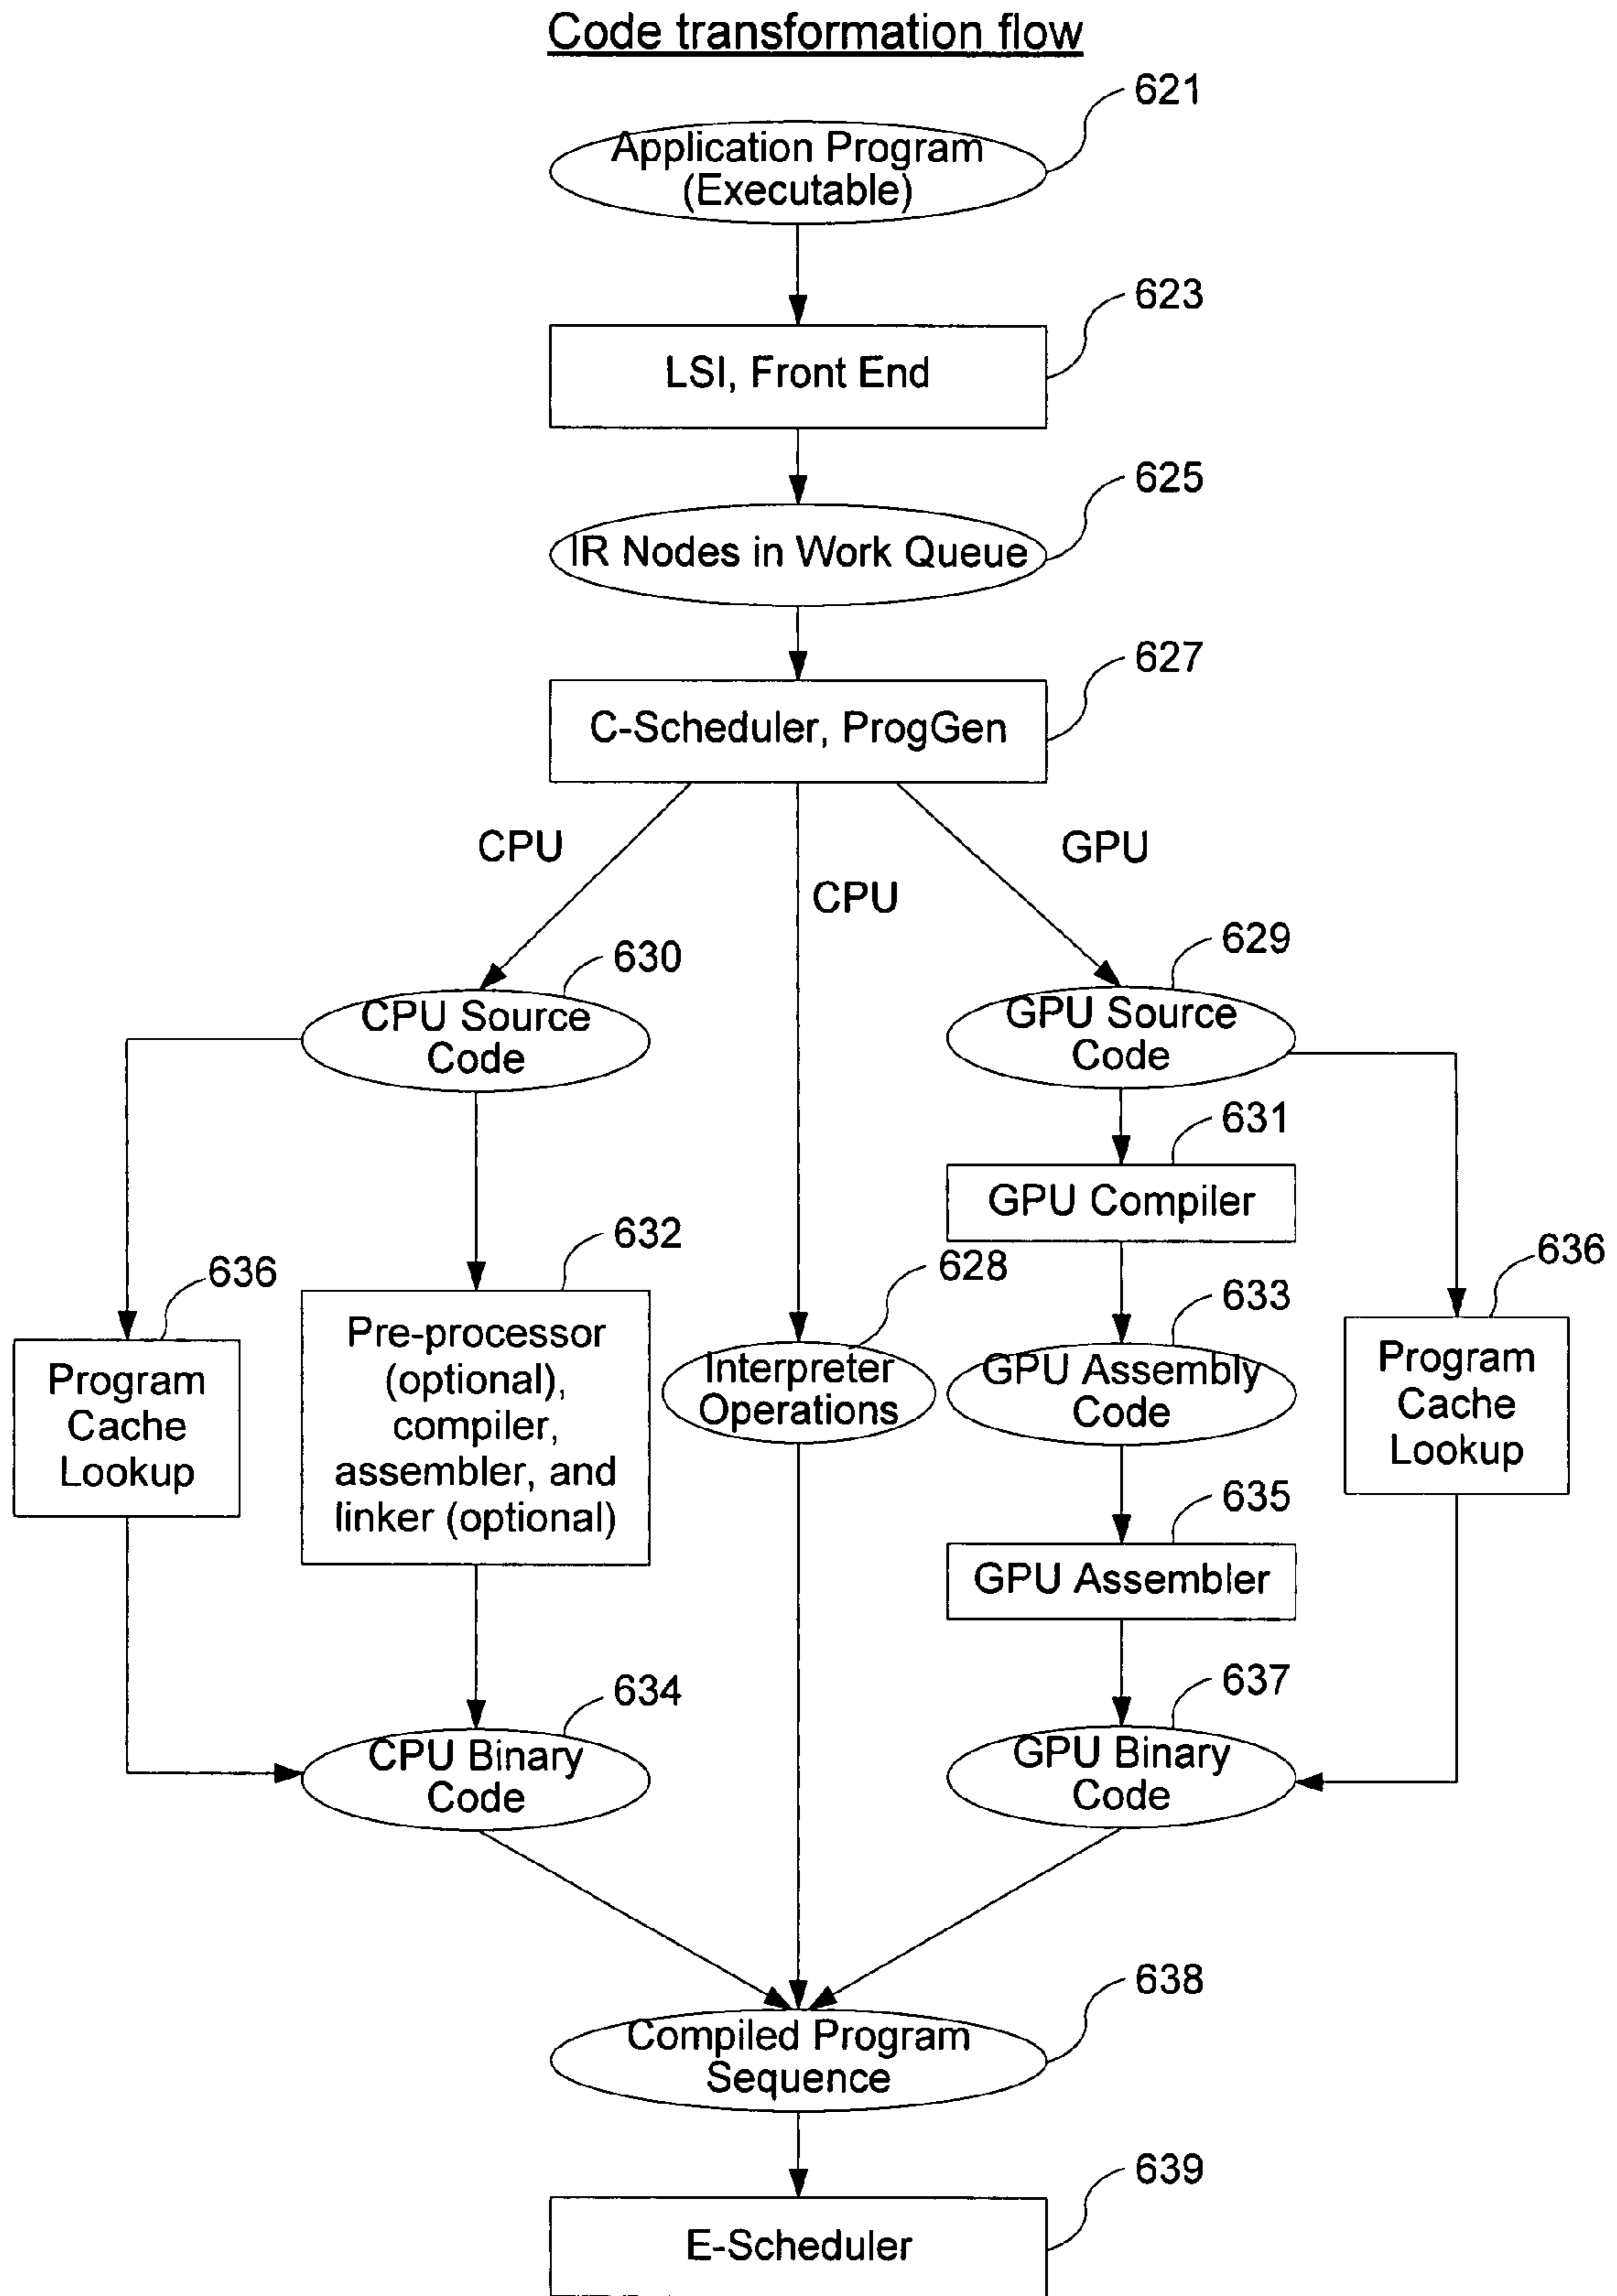 Code transformation flow
621
Application Program
(Executable)
623
LSI, Front End
625
IR Nodes in Work Queue
627
C-Scheduler, ProgGen
CPU
CPU
GPU
630
CPU Source
Code
629
GPU Source
Code
631
GPU Compiler
636
Program
Cache
Lookup
632
Pre-processor
(optional),
compiler,
assembler, and
linker (optional)
628
Interpreter
Operations
633
GPU Assembly
Code
636
Program
Cache
Lookup
635
GPU Assembler
634
CPU Binary
Code
637
GPU Binary
Code
638
Compiled Program
Sequence
639
E-Scheduler